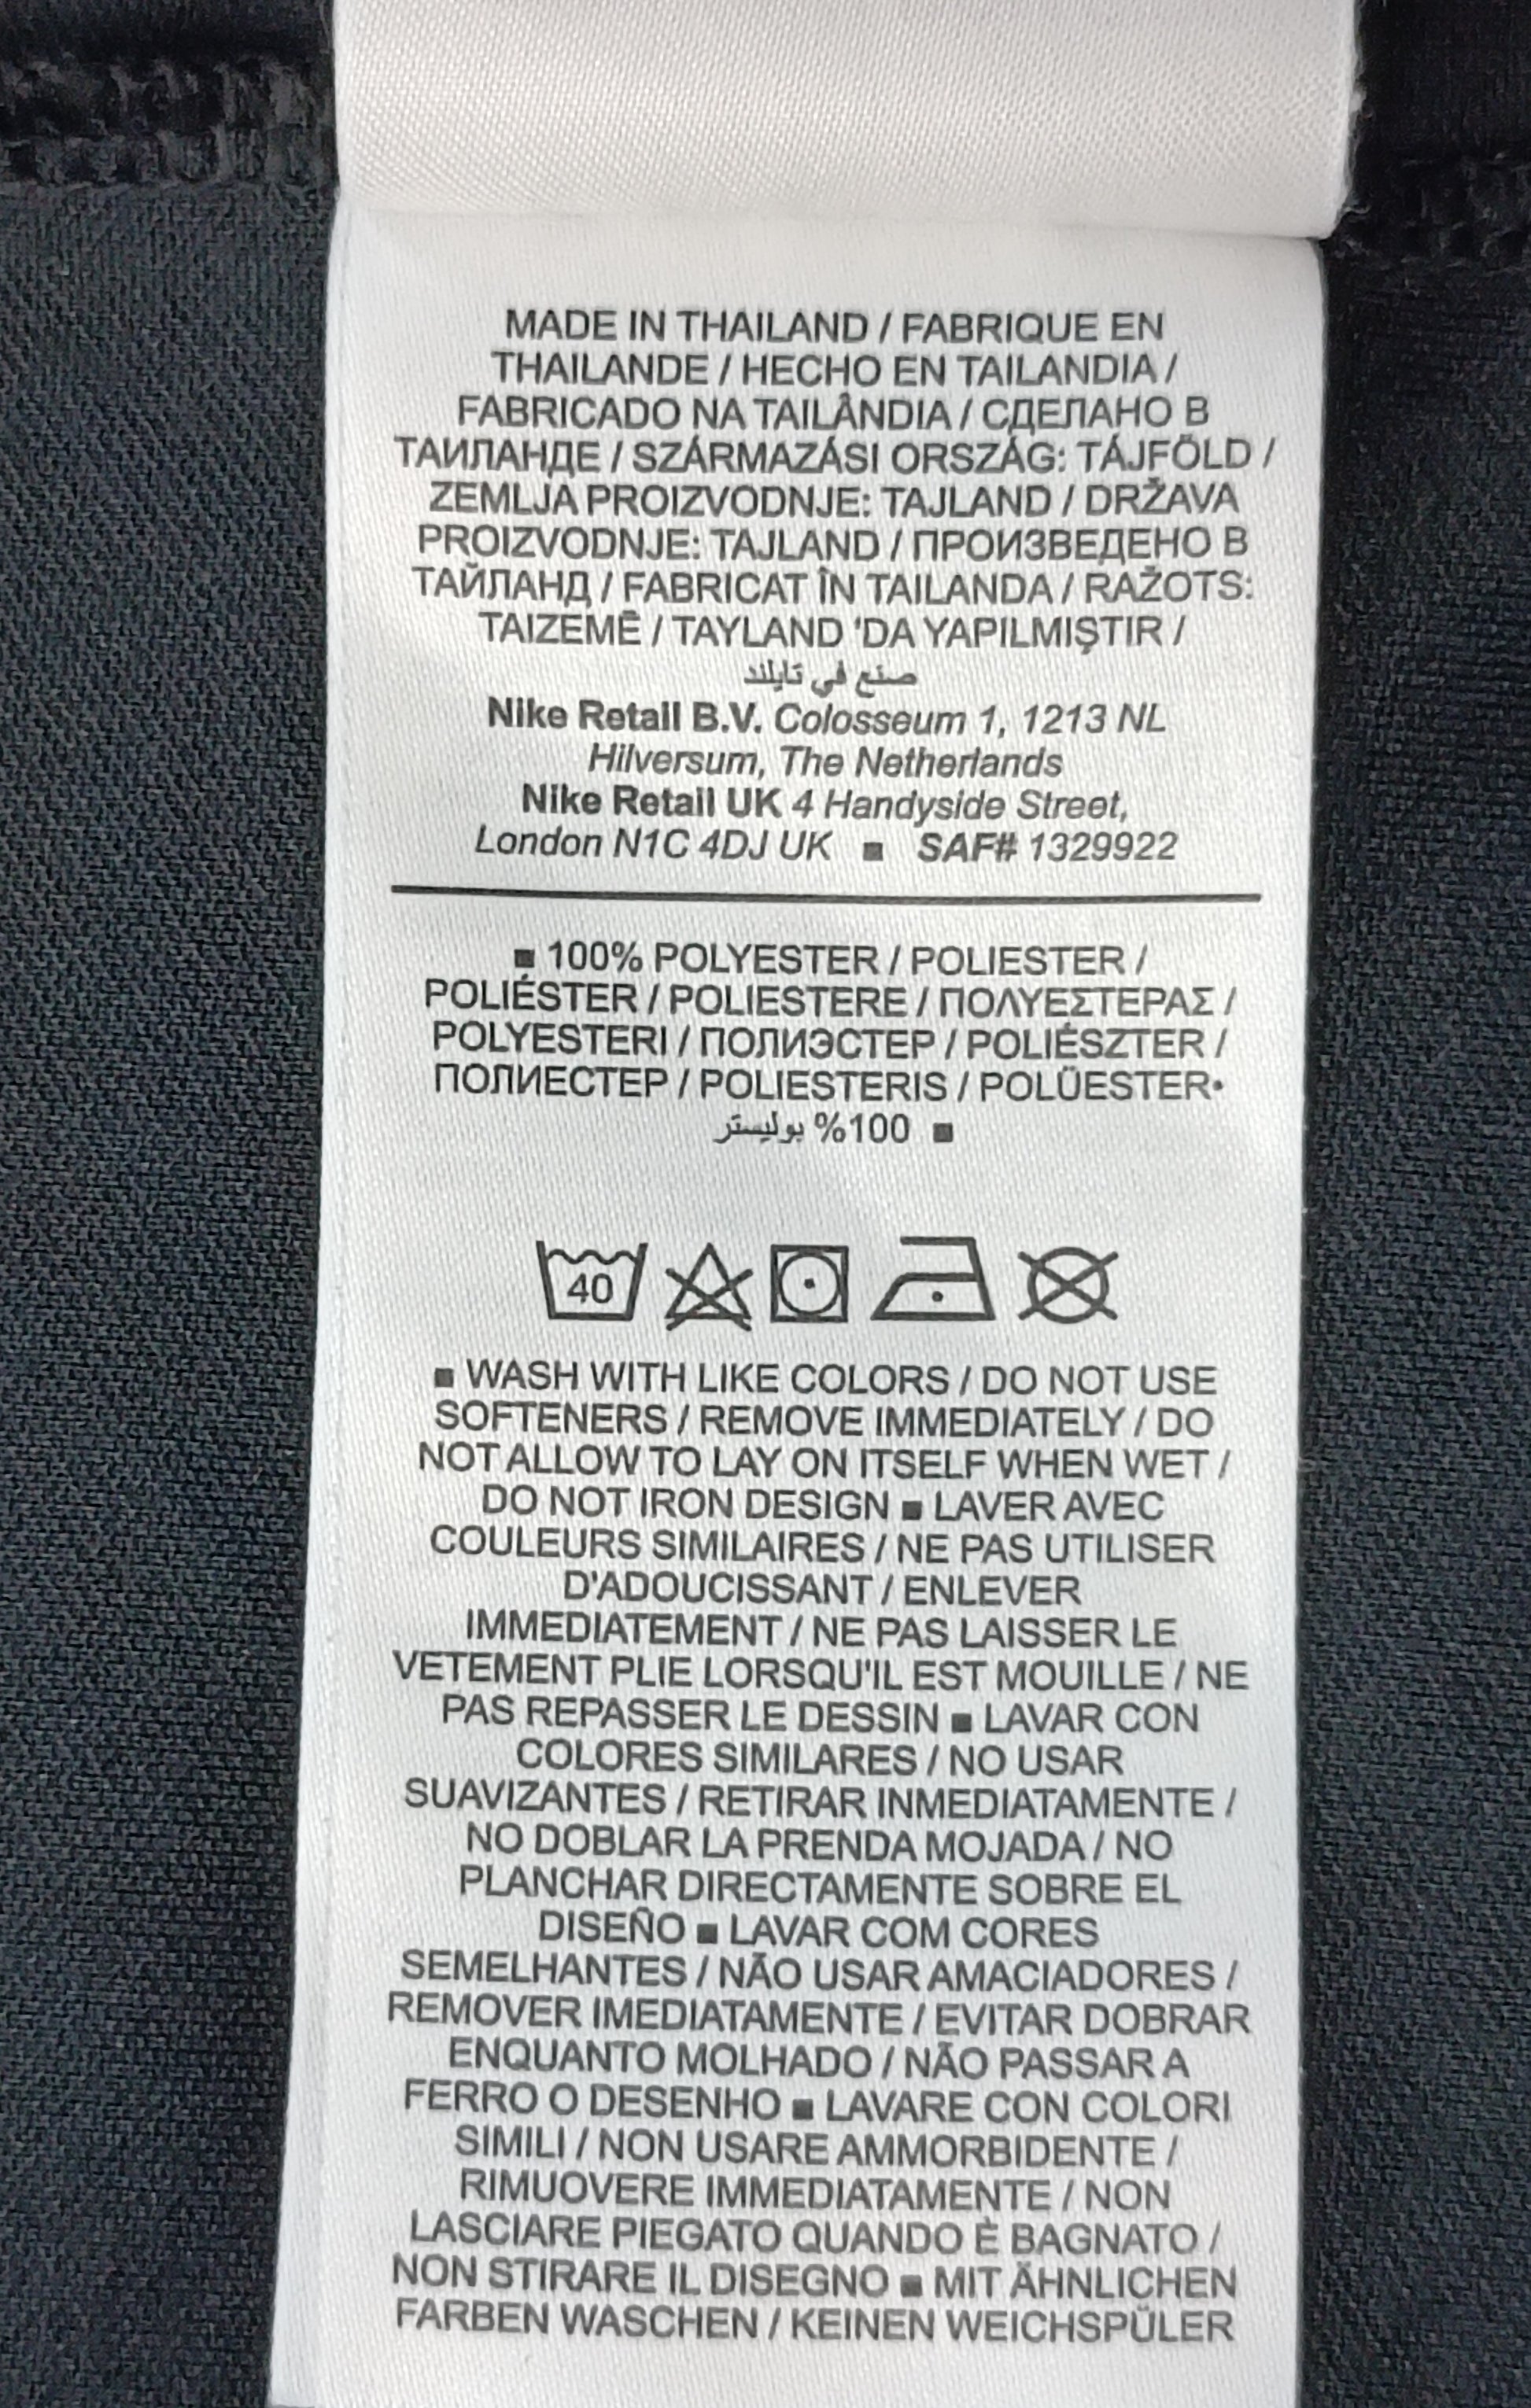 MADE IN THAILAND / FABRIQUE EN
THAILANDE / HECHO EN TAILANDIA /
FABRICADO NA TAILÂNDIA / СДЕЛАНО В
ТАИЛАНДЕ / SZÁRMAZÁSI ORSZÁG: TÁJFÖLD /
ZEMLJA PROIZVODNJE: TAJLAND / DRŽAVA
PROIZVODNJE: TAJLAND / ПРОИЗВЕДЕНО В
ТАЙЛАНД / FABRICAT ÎN TAILANDA / RAŽOTS:
TAIZEMĒ / TAYLAND 'DA YAPILMIŞTIR /
صنع في تايلند
Nike Retail B.V. Colosseum 1, 1213 NL
Hilversum, The Netherlands
Nike Retail UK 4 Handyside Street,
London N1C 4DJ UK ■ SAF# 1329922
■ 100% POLYESTER / POLIESTER /
POLIÉSTER / POLIESTERE / ΠΟΛΥΕΣΤΕΡΑΣ /
POLYESTERI / ПОЛИЭСТЕР / POLIÉSZTER /
ПОЛИЕСТЕР / POLIESTERIS / POLÜESTER•
■ 100% بوليستر
40
■ WASH WITH LIKE COLORS / DO NOT USE
SOFTENERS / REMOVE IMMEDIATELY / DO
NOT ALLOW TO LAY ON ITSELF WHEN WET /
DO NOT IRON DESIGN ■ LAVER AVEC
COULEURS SIMILAIRES / NE PAS UTILISER
D'ADOUCISSANT / ENLEVER
IMMEDIATEMENT / NE PAS LAISSER LE
VETEMENT PLIE LORSQU'IL EST MOUILLE / NE
PAS REPASSER LE DESSIN ■ LAVAR CON
COLORES SIMILARES / NO USAR
SUAVIZANTES / RETIRAR INMEDIATAMENTE /
NO DOBLAR LA PRENDA MOJADA / NO
PLANCHAR DIRECTAMENTE SOBRE EL
DISEÑO ■ LAVAR COM CORES
SEMELHANTES / NÃO USAR AMACIADORES /
REMOVER IMEDIATAMENTE / EVITAR DOBRAR
ENQUANTO MOLHADO / NÃO PASSAR A
FERRO O DESENHO ■ LAVARE CON COLORI
SIMILI / NON USARE AMMORBIDENTE /
RIMUOVERE IMMEDIATAMENTE / NON
LASCIARE PIEGATO QUANDO È BAGNATO /
NON STIRARE IL DISEGNO ■ MIT ÄHNLICHEN
FARBEN WASCHEN / KEINEN WEICHSPÜLER